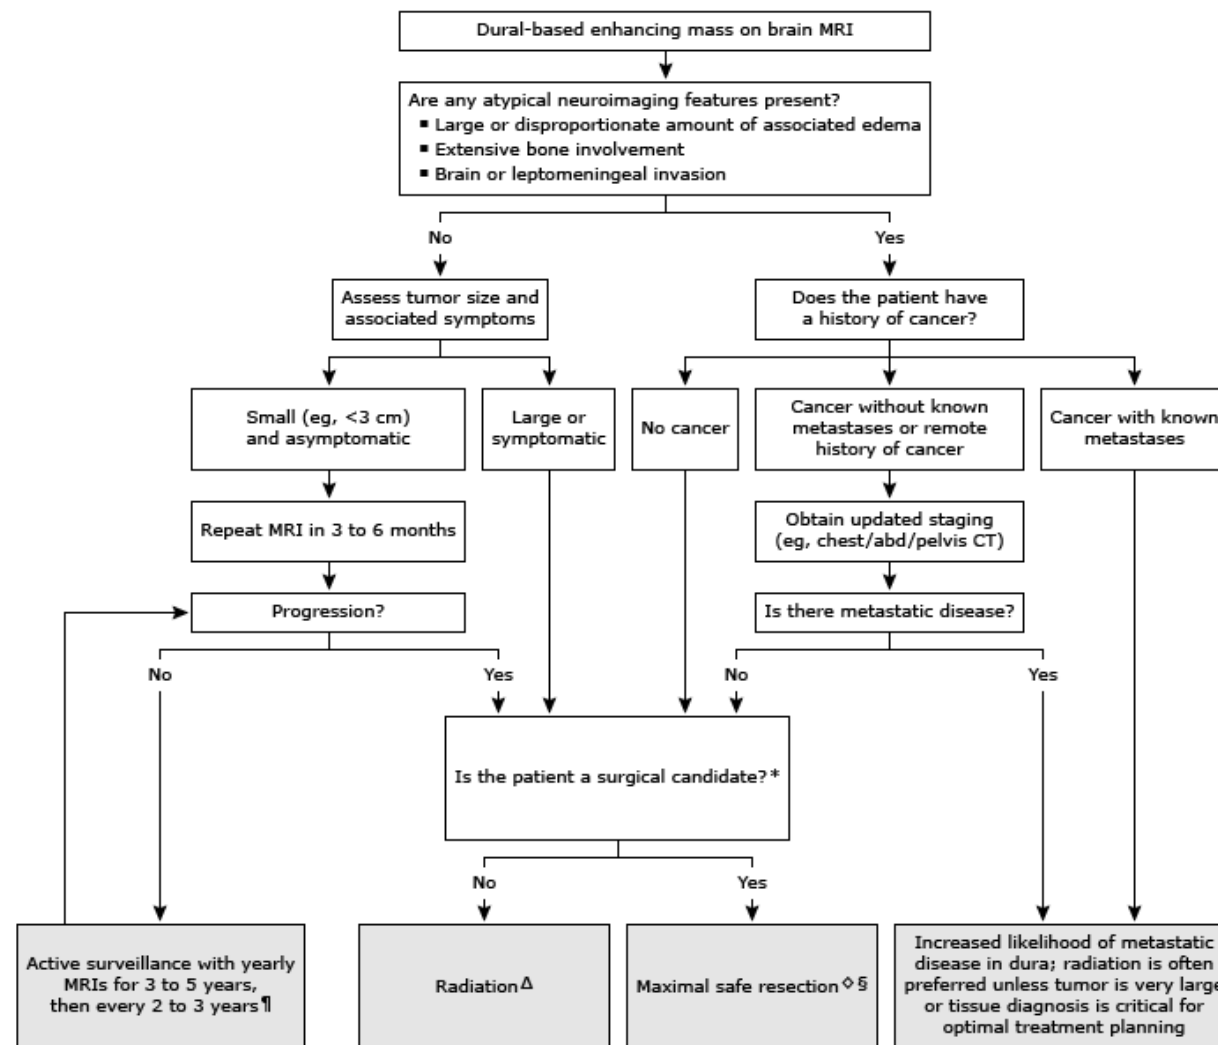 Dural-based enhancing mass on brain MRI
Are any atypical neuroimaging features present?
▪ Large or disproportionate amount of associated edema
▪ Extensive bone involvement
▪ Brain or leptomeningeal invasion
No
Yes
Assess tumor size and
associated symptoms
Does the patient have
a history of cancer?
Small (eg, <3 cm)
and asymptomatic
Large or
symptomatic
No cancer
Cancer without known
metastases or remote
history of cancer
Cancer with known
metastases
Repeat MRI in 3 to 6 months
Obtain updated staging
(eg, chest/abd/pelvis CT)
Progression?
Is there metastatic disease?
No
Yes
No
Yes
Is the patient a surgical candidate?*
No
Yes
Active surveillance with yearly
MRIs for 3 to 5 years,
then every 2 to 3 years¶
Radiation Δ
Maximal safe resection ◇ §
Increased likelihood of metastatic
disease in dura; radiation is often
preferred unless tumor is very large
or tissue diagnosis is critical for
optimal treatment planning